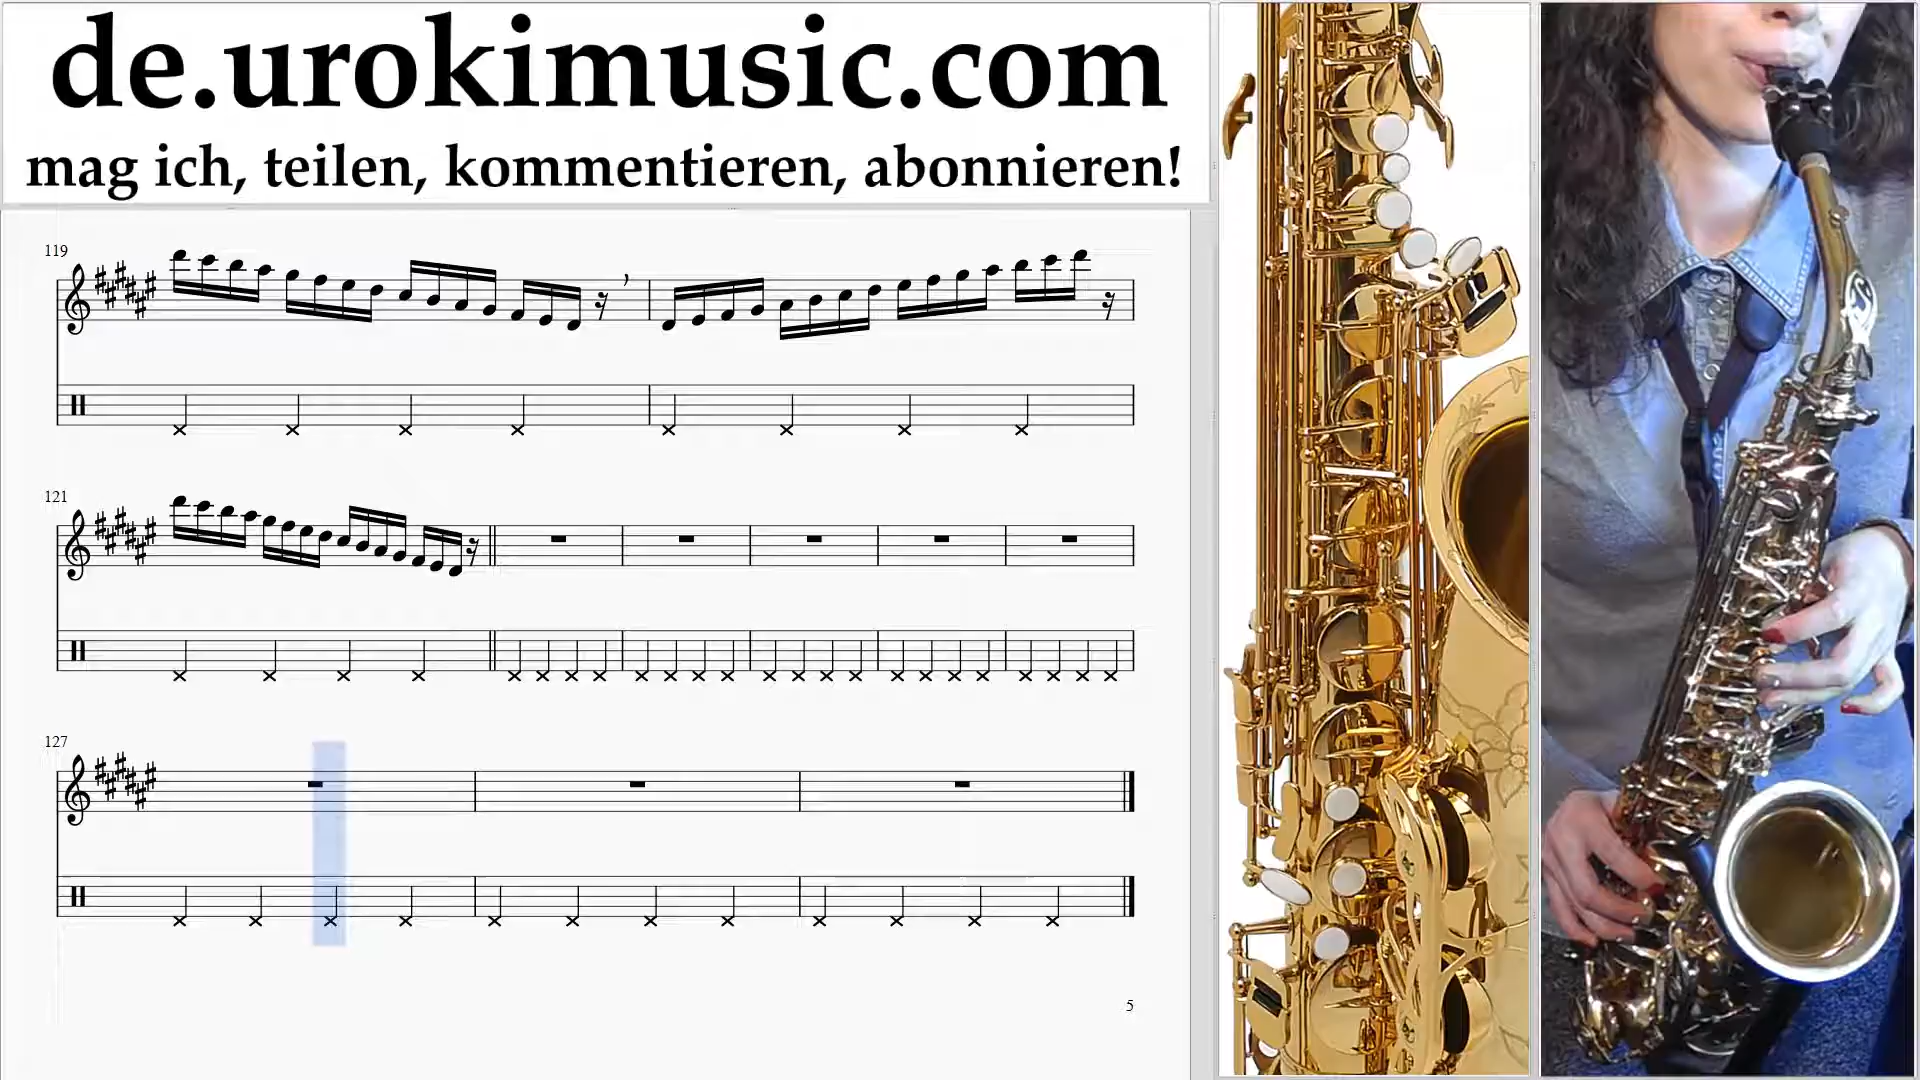 de.urokimusic.com
mag ich, teilen, kommentieren, abonnieren!
119
121
127
5